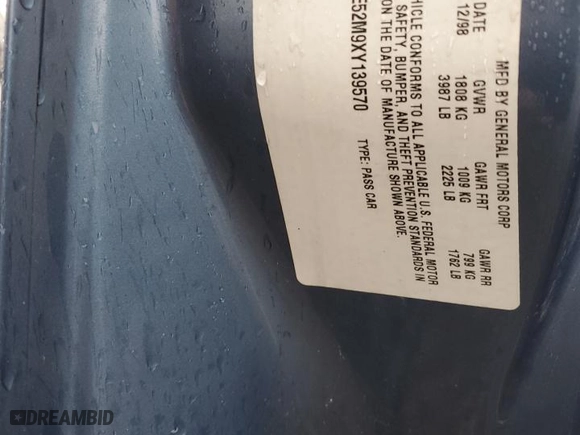 MFD BY GENERAL MOTORS CORP
DATE GVWR GAWR FRT GAWR RR
12/98 1808 KG 1009 KG 799 KG
3987 LB 2225 LB 1762 LB
HICLE CONFORMS TO ALL APPLICABLE U.S. FEDERAL MOTOR
SAFETY, BUMPER, AND THEFT PREVENTION STANDARDS IN
ON THE DATE OF MANUFACTURE SHOWN ABOVE.
E52M9XY139570 TYPE: PASS CAR
DREAMBID